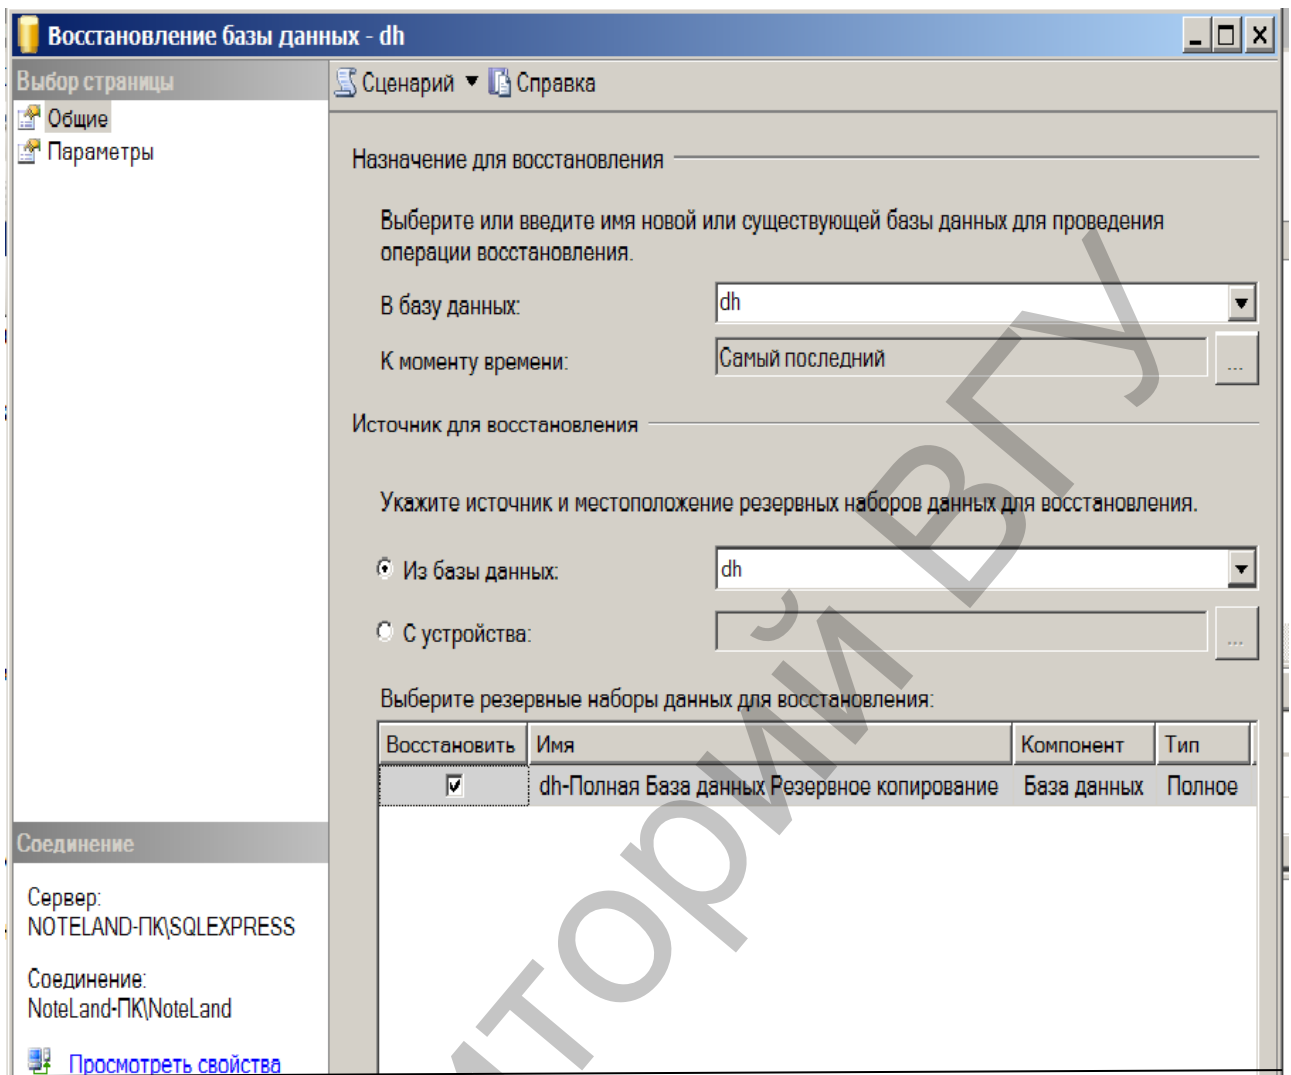 Восстановление базы данных - dh
Выбор страницы
Общие
Параметры
Сценарий
Справка
Назначение для восстановления
Выберите или введите имя новой или существующей базы данных для проведения
операции восстановления.
В базу данных:
dh
К моменту времени:
Самый последний
...
Источник для восстановления
Укажите источник и местоположение резервных наборов данных для восстановления.
Из базы данных:
dh
С устройства:
...
Выберите резервные наборы данных для восстановления:
Восстановить Имя Компонент Тип
dh-Полная База данных Резервное копирование База данных Полное
Соединение
Сервер:
NOTELAND-ПК\SQLEXPRESS
Соединение:
NoteLand-ПК\NoteLand
Просмотреть свойства
торий ВГУ